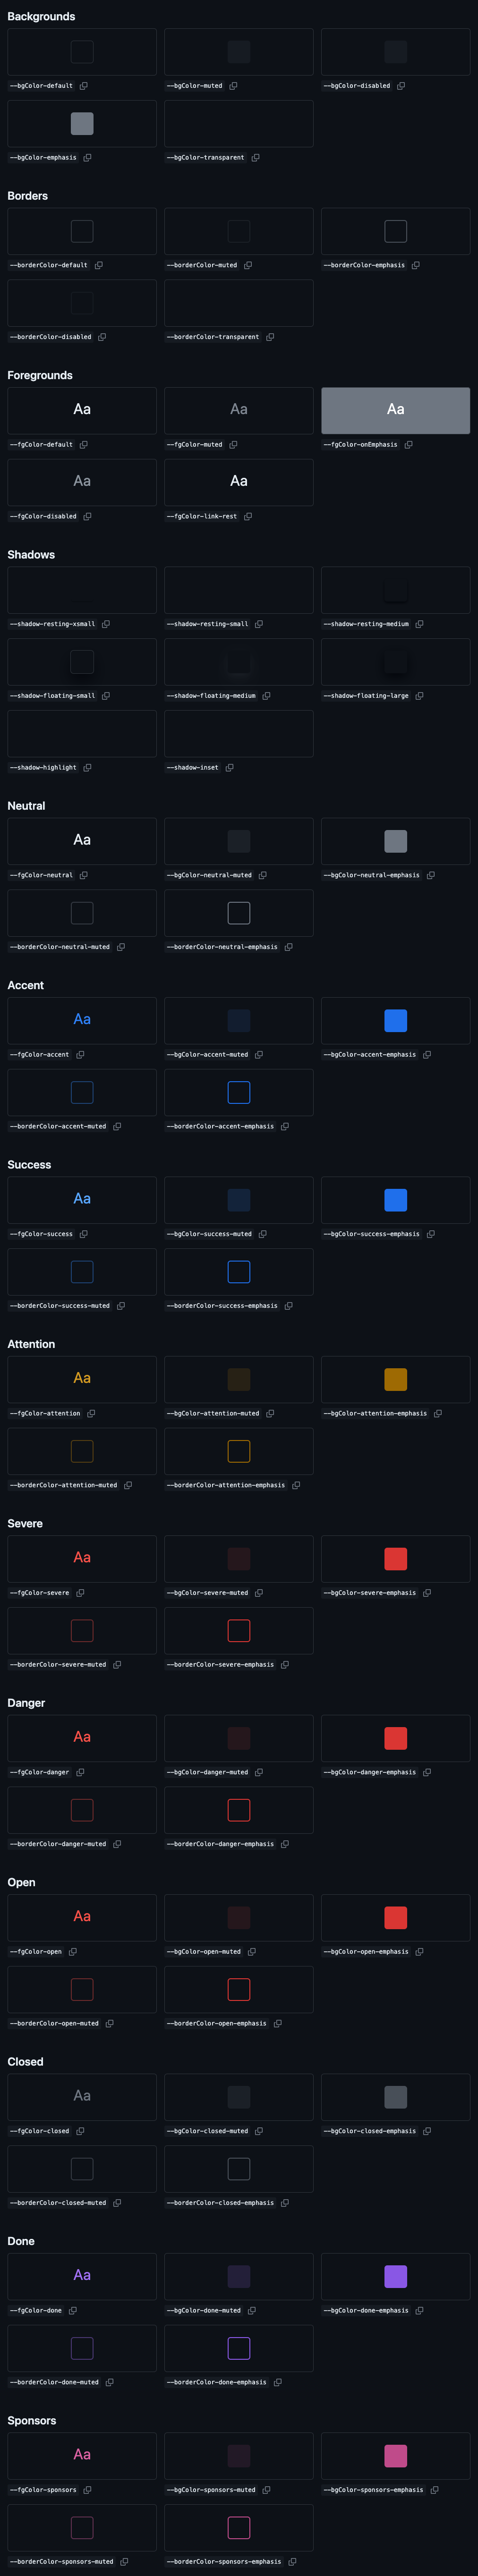 Backgrounds
--bgColor-default
--bgColor-muted
--bgColor-disabled
--bgColor-emphasis
--bgColor-transparent
Borders
--borderColor-default
--borderColor-muted
--borderColor-emphasis
--borderColor-disabled
--borderColor-transparent
Foregrounds
Aa
Aa
Aa
--fgColor-default
--fgColor-muted
--fgColor-onEmphasis
Aa
Aa
--fgColor-disabled
--fgColor-link-rest
Shadows
--shadow-resting-xsmall
--shadow-resting-small
--shadow-resting-medium
--shadow-floating-small
--shadow-floating-medium
--shadow-floating-large
--shadow-highlight
--shadow-inset
Neutral
Aa
--fgColor-neutral
--bgColor-neutral-muted
--bgColor-neutral-emphasis
--borderColor-neutral-muted
--borderColor-neutral-emphasis
Accent
Aa
--fgColor-accent
--bgColor-accent-muted
--bgColor-accent-emphasis
--borderColor-accent-muted
--borderColor-accent-emphasis
Success
Aa
--fgColor-success
--bgColor-success-muted
--bgColor-success-emphasis
--borderColor-success-muted
--borderColor-success-emphasis
Attention
Aa
--fgColor-attention
--bgColor-attention-muted
--bgColor-attention-emphasis
--borderColor-attention-muted
--borderColor-attention-emphasis
Severe
Aa
--fgColor-severe
--bgColor-severe-muted
--bgColor-severe-emphasis
--borderColor-severe-muted
--borderColor-severe-emphasis
Danger
Aa
--fgColor-danger
--bgColor-danger-muted
--bgColor-danger-emphasis
--borderColor-danger-muted
--borderColor-danger-emphasis
Open
Aa
--fgColor-open
--bgColor-open-muted
--bgColor-open-emphasis
--borderColor-open-muted
--borderColor-open-emphasis
Closed
Aa
--fgColor-closed
--bgColor-closed-muted
--bgColor-closed-emphasis
--borderColor-closed-muted
--borderColor-closed-emphasis
Done
Aa
--fgColor-done
--bgColor-done-muted
--bgColor-done-emphasis
--borderColor-done-muted
--borderColor-done-emphasis
Sponsors
Aa
--fgColor-sponsors
--bgColor-sponsors-muted
--bgColor-sponsors-emphasis
--borderColor-sponsors-muted
--borderColor-sponsors-emphasis